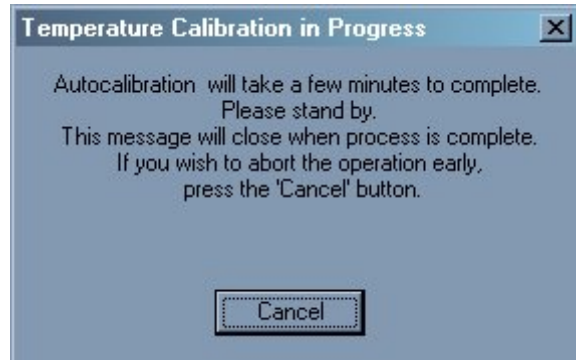 Temperature Calibration in Progress
Autocalibration  will take a few minutes to complete.
Please stand by.
This message will close when process is complete.
If you wish to abort the operation early,
press the 'Cancel' button.
Cancel